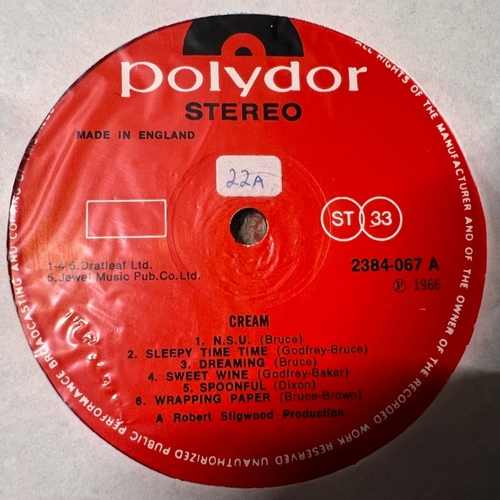 polydor
STEREO
MADE IN ENGLAND
22A
ST 33
1-4/6. Dratleaf Ltd.
5. Jewel Music Pub.Co.Ltd.
2384-067 A
Ⓟ 1966
CREAM
1. N.S.U. (Bruce)
2. SLEEPY TIME TIME (Godfrey-Bruce)
3. DREAMING (Bruce)
4. SWEET WINE (Godfrey-Baker)
5. SPOONFUL (Dixon)
6. WRAPPING PAPER (Bruce-Brown)
A Robert Stigwood Production.
ALL RIGHTS OF THE MANUFACTURER AND OF THE OWNER OF THE RECORDED WORK RESERVED UNAUTHORIZED PUBLIC PERFORMANCE BROADCASTING AND